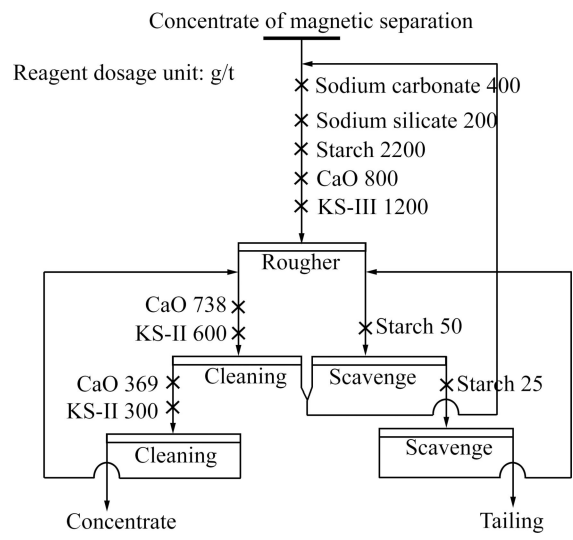 Concentrate of magnetic separation
Reagent dosage unit: g/t
Sodium carbonate 400
Sodium silicate 200
Starch 2200
CaO 800
KS-III 1200
Rougher
CaO 738
KS-II 600
Starch 50
Cleaning
Scavenge
CaO 369
KS-II 300
Starch 25
Cleaning
Scavenge
Concentrate
Tailing